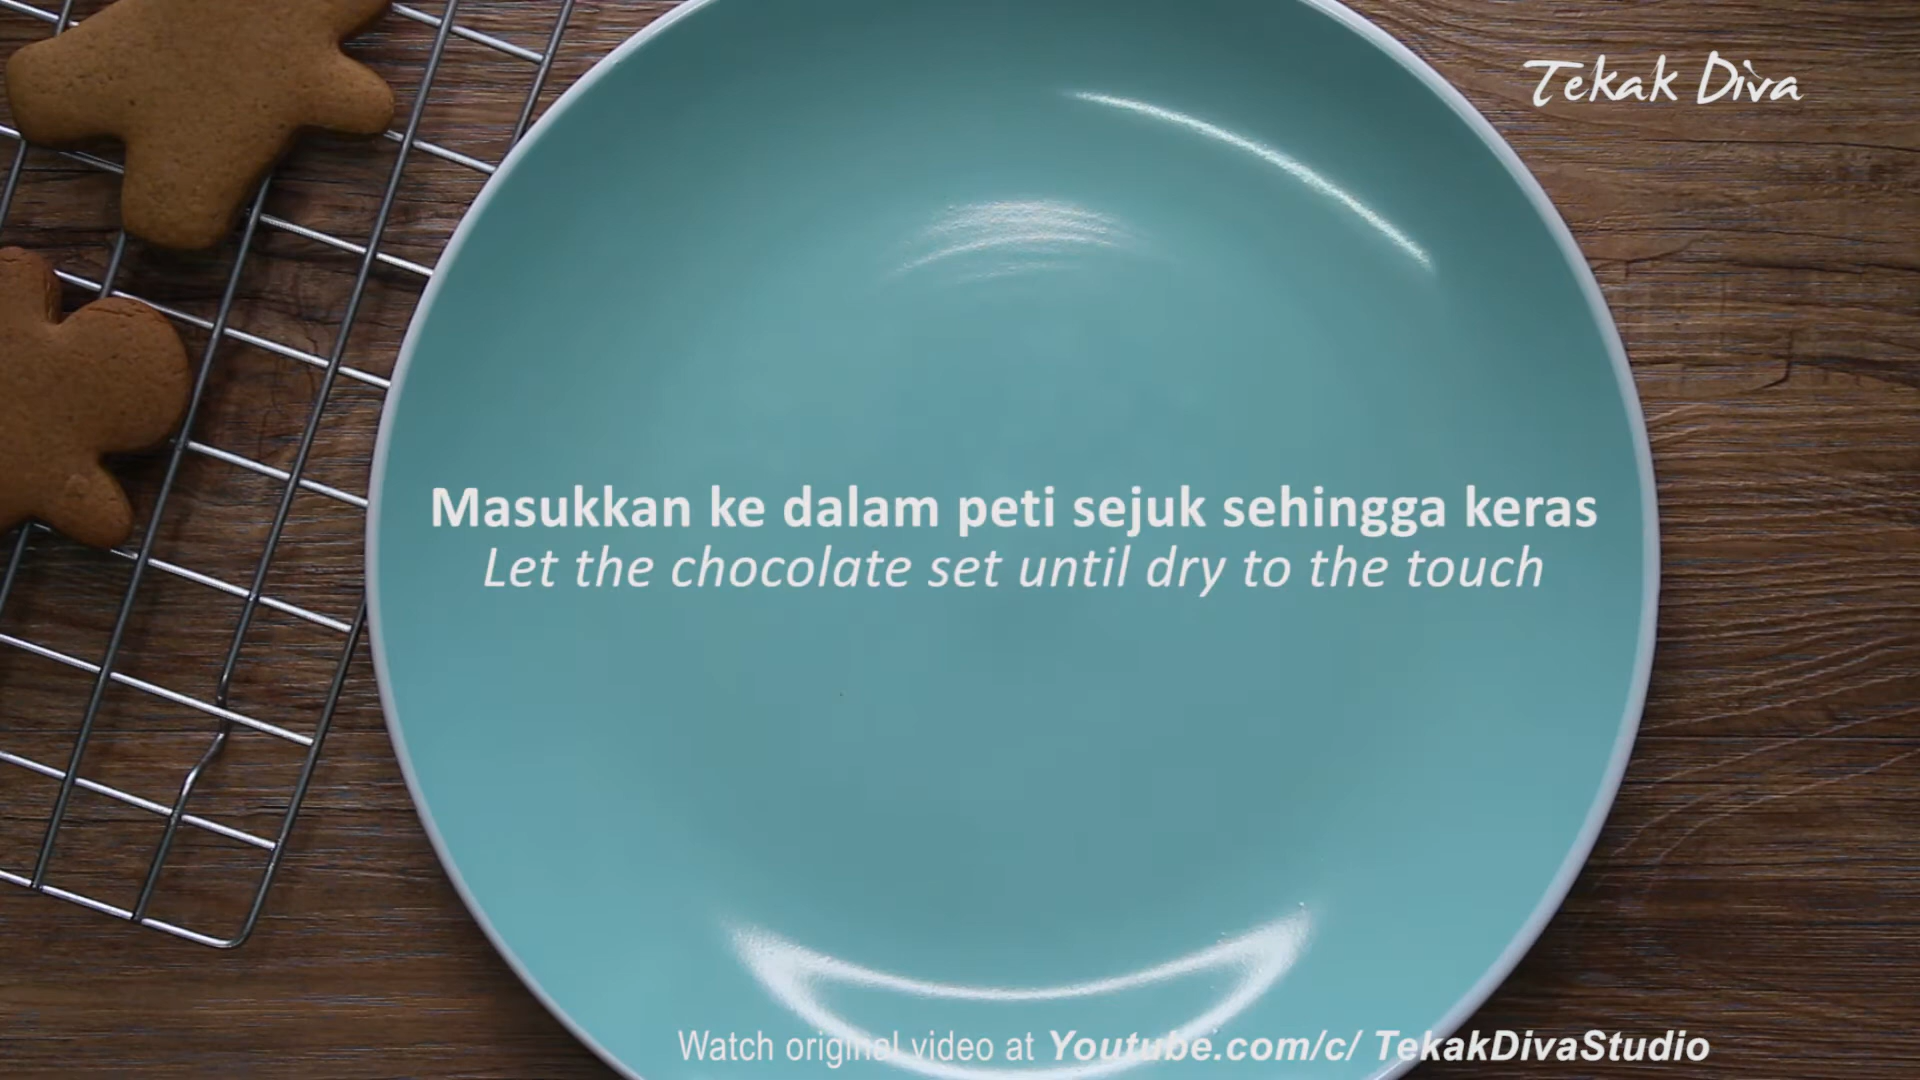 Tekak Diva
Masukkan ke dalam peti sejuk sehingga keras
Let the chocolate set until dry to the touch
Watch original video at Youtube.com/c/ TekakDivaStudio